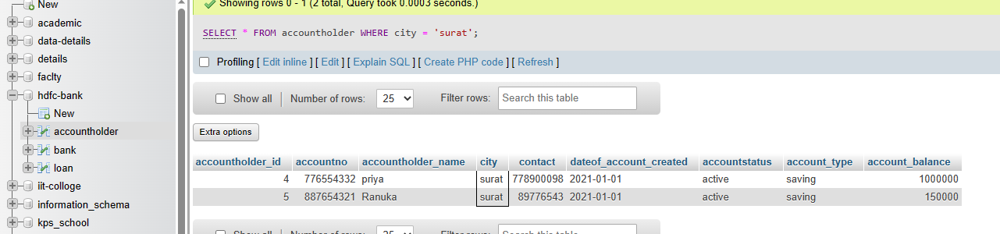 New
academic
data-details
details
faclty
hdfc-bank
New
accountholder
bank
loan
iit-colloge
information_schema
kps_school
Showing rows 0 - 1 (2 total, Query took 0.0003 seconds.)
SELECT * FROM accountholder WHERE city = 'surat';
Profiling [ Edit inline ] [ Edit ] [ Explain SQL ] [ Create PHP code ] [ Refresh ]
Show all Number of rows: 25 Filter rows: Search this table
Extra options
accountholder_id accountno accountholder_name city contact dateof_account_created accountstatus account_type account_balance
4 776554332 priya surat 778900098 2021-01-01 active saving 1000000
5 887654321 Ranuka surat 89776543 2021-01-01 active saving 150000
Show all Number of rows: 25 Filter rows: Search this table